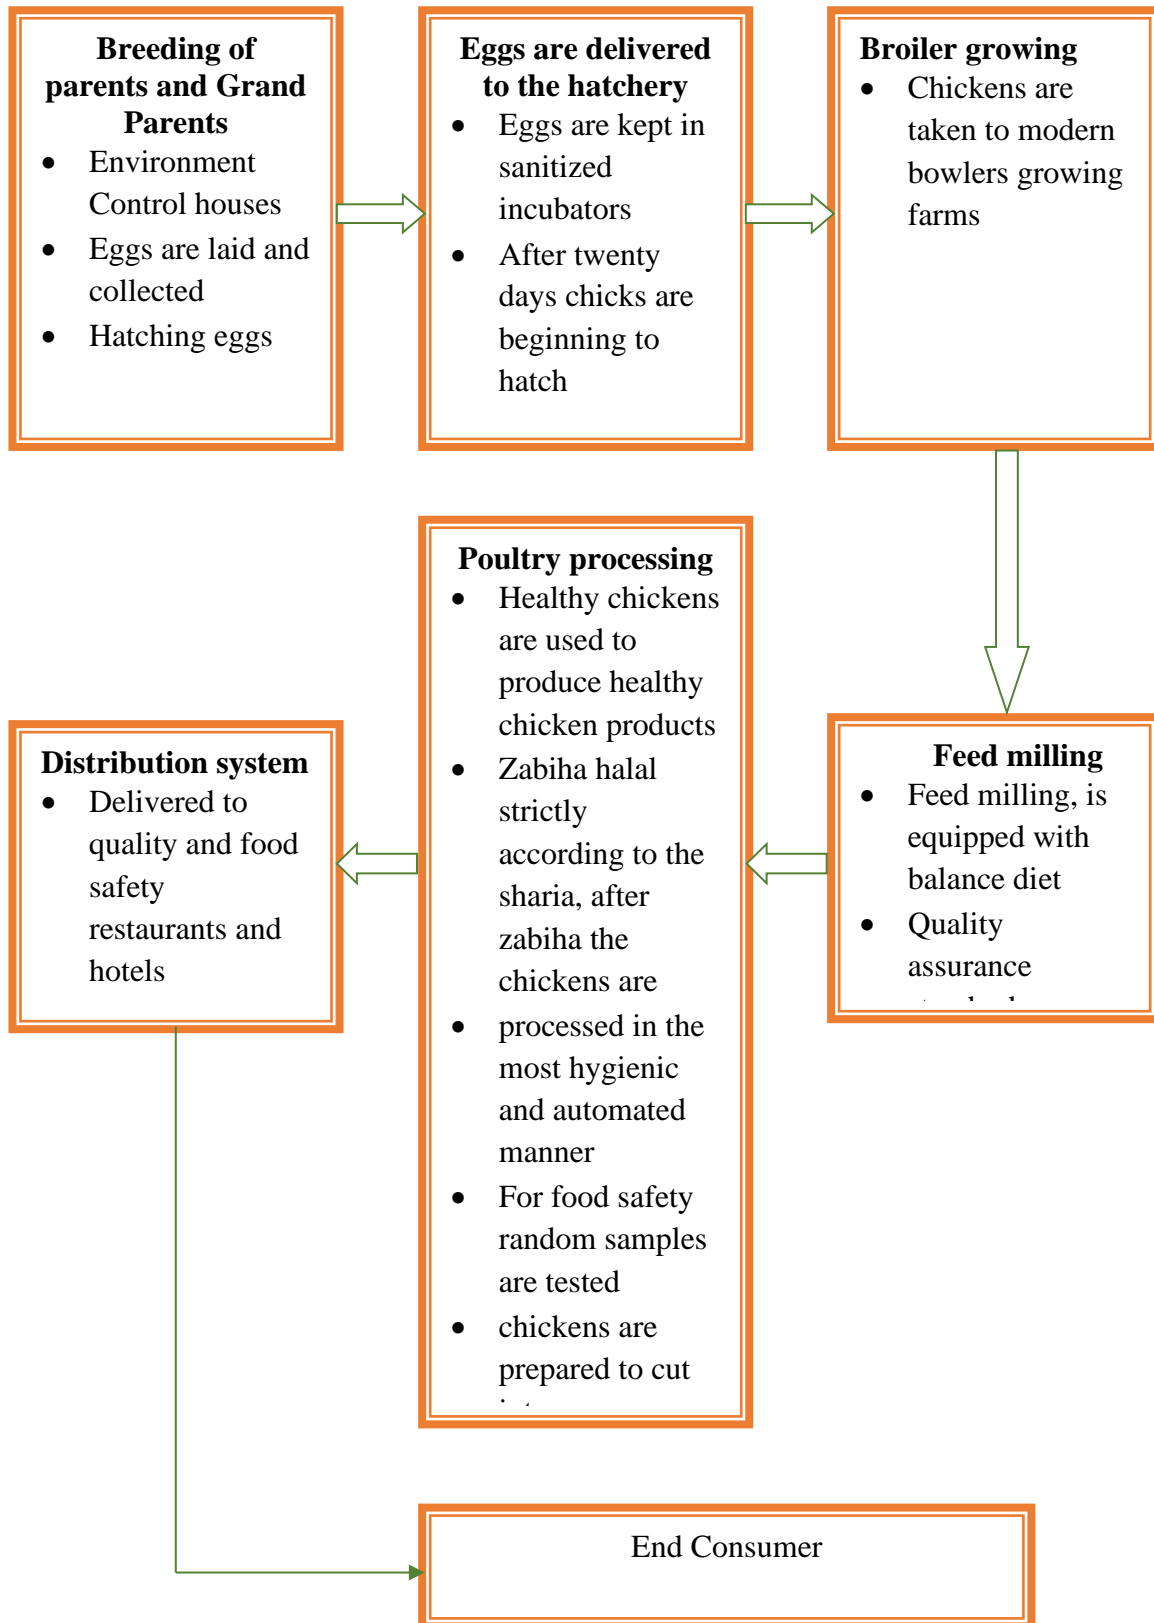 Breeding of
parents and Grand
Parents
• Environment
Control houses
• Eggs are laid and
collected
• Hatching eggs
Eggs are delivered
to the hatchery
• Eggs are kept in
sanitized
incubators
• After twenty
days chicks are
beginning to
hatch
Broiler growing
• Chickens are
taken to modern
bowlers growing
farms
Feed milling
• Feed milling, is
equipped with
balance diet
• Quality
assurance
Poultry processing
• Healthy chickens
are used to
produce healthy
chicken products
• Zabiha halal
strictly
according to the
sharia, after
zabiha the
chickens are
• processed in the
most hygienic
and automated
manner
• For food safety
random samples
are tested
• chickens are
prepared to cut
Distribution system
• Delivered to
quality and food
safety
restaurants and
hotels
End Consumer